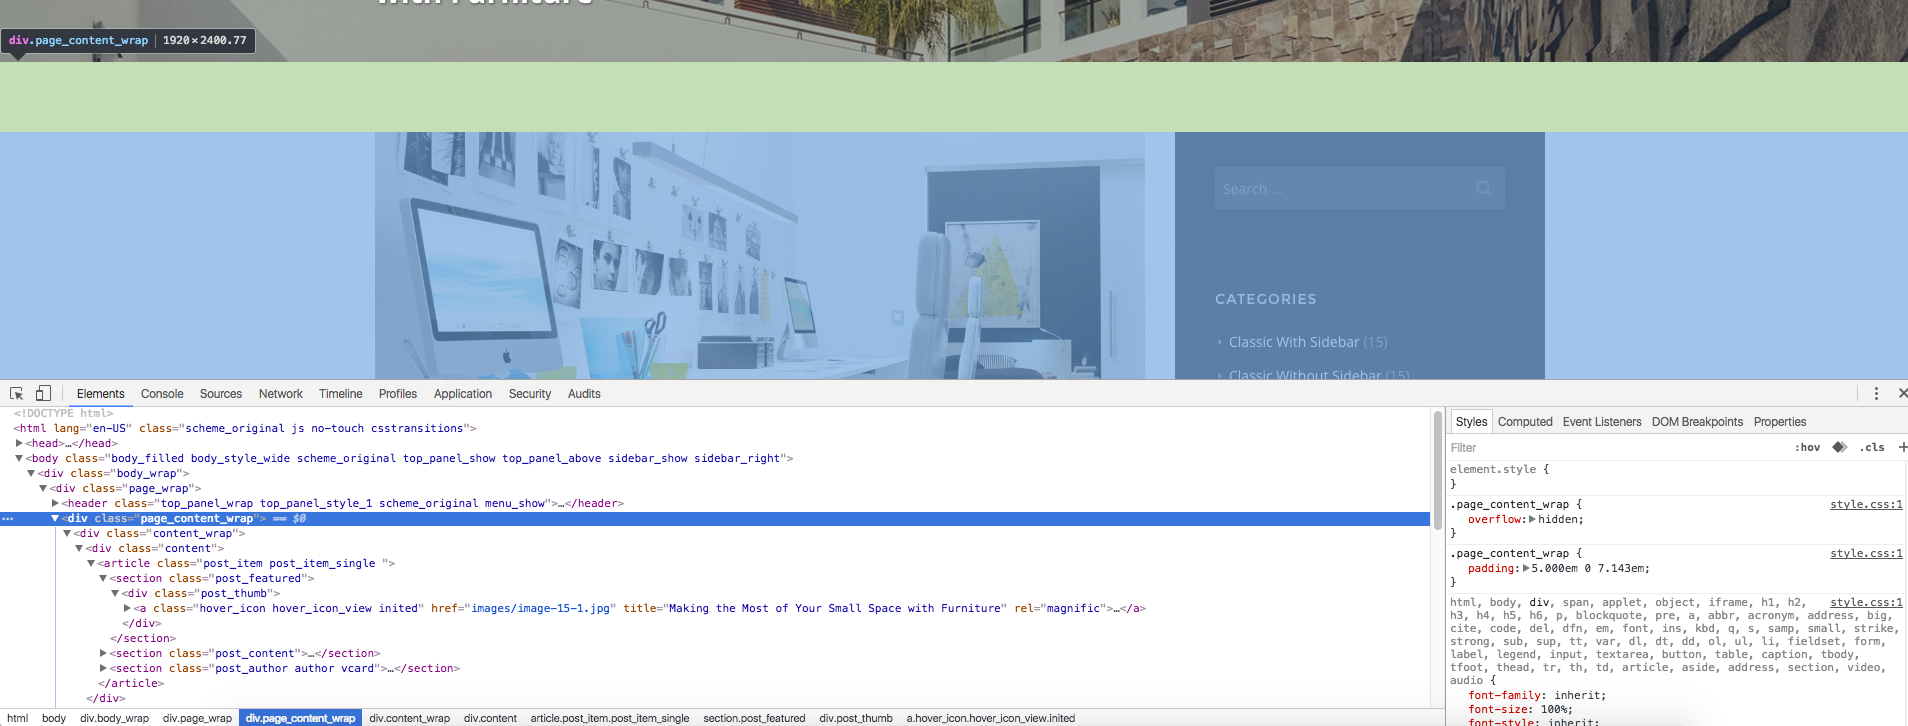 with Furniture
div.page_content_wrap | 1920 × 2400.77
Search ...
CATEGORIES
Classic With Sidebar (15)
Classic Without Sidebar (15)
Elements Console Sources Network Timeline Profiles Application Security Audits
<!DOCTYPE html>
<html lang="en-US" class="scheme_original js no-touch csstransitions">
<head>…</head>
<body class="body_filled body_style_wide scheme_original top_panel_show top_panel_above sidebar_show sidebar_right">
<div class="body_wrap">
<div class="page_wrap">
<header class="top_panel_wrap top_panel_style_1 scheme_original menu_show">…</header>
... <div class="page_content_wrap"> == $0
<div class="content_wrap">
<div class="content">
<article class="post_item post_item_single ">
<section class="post_featured">
<div class="post_thumb">
<a class="hover_icon hover_icon_view inited" href="images/image-15-1.jpg" title="Making the Most of Your Small Space with Furniture" rel="magnific">…</a>
</div>
</section>
<section class="post_content">…</section>
<section class="post_author author vcard">…</section>
</article>
</div>
html body div.body_wrap div.page_wrap div.page_content_wrap div.content_wrap div.content article.post_item.post_item_single section.post_featured div.post_thumb a.hover_icon.hover_icon_view.inited
Styles Computed Event Listeners DOM Breakpoints Properties
Filter :hov .cls +
element.style {
}
.page_content_wrap { style.css:1
overflow: hidden;
}
.page_content_wrap { style.css:1
padding: 5.000em 0 7.143em;
}
html, body, div, span, applet, object, iframe, h1, h2, style.css:1
h3, h4, h5, h6, p, blockquote, pre, a, abbr, acronym, address, big,
cite, code, del, dfn, em, font, ins, kbd, q, s, samp, small, strike,
strong, sub, sup, tt, var, dl, dt, dd, ol, ul, li, fieldset, form,
label, legend, input, textarea, button, table, caption, tbody,
tfoot, thead, tr, th, td, article, aside, address, section, video,
audio {
font-family: inherit;
font-size: 100%;
font-style: inherit;